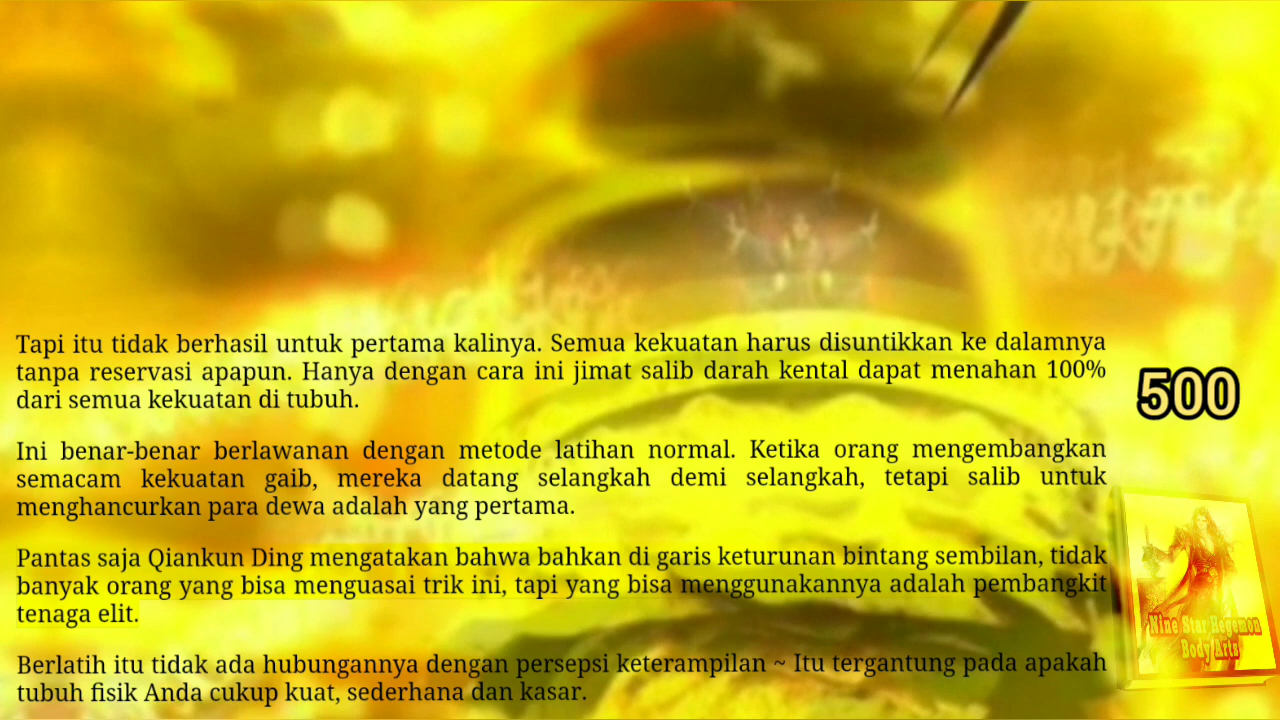 Tapi itu tidak berhasil untuk pertama kalinya. Semua kekuatan harus disuntikkan ke dalamnya
tanpa reservasi apapun. Hanya dengan cara ini jimat salib darah kental dapat menahan 100%
dari semua kekuatan di tubuh.
500
Ini benar-benar berlawanan dengan metode latihan normal. Ketika orang mengembangkan
semacam kekuatan gaib, mereka datang selangkah demi selangkah, tetapi salib untuk
menghancurkan para dewa adalah yang pertama.
Pantas saja Qiankun Ding mengatakan bahwa bahkan di garis keturunan bintang sembilan, tidak
banyak orang yang bisa menguasai trik ini, tapi yang bisa menggunakannya adalah pembangkit
tenaga elit.
Nine Star Hegemon
Body Arts
Berlatih itu tidak ada hubungannya dengan persepsi keterampilan ~ Itu tergantung pada apakah
tubuh fisik Anda cukup kuat, sederhana dan kasar.